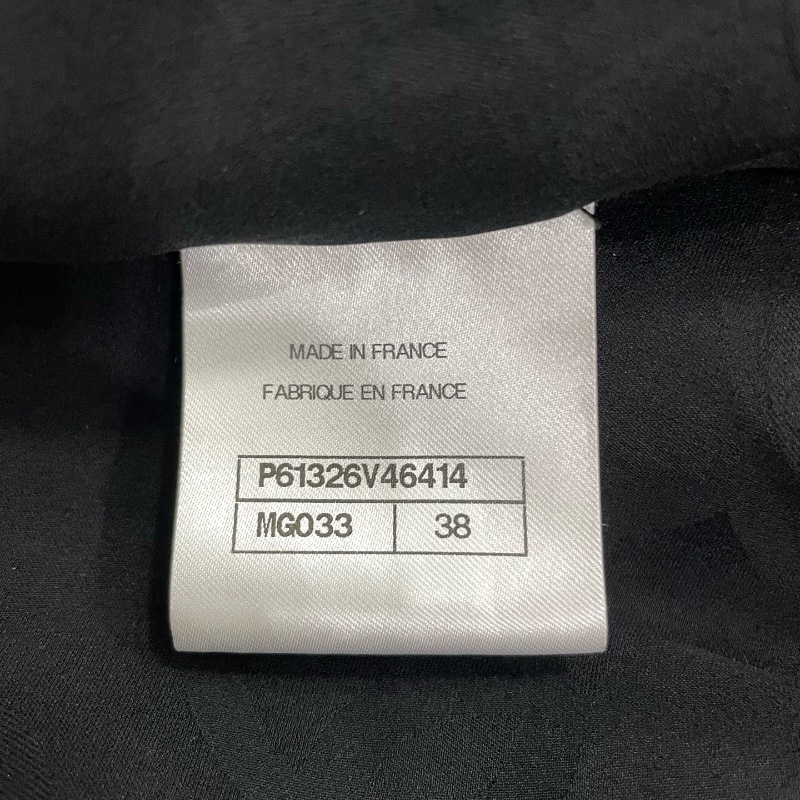 MADE IN FRANCE
FABRIQUE EN FRANCE
P61326V46414
MG033 38